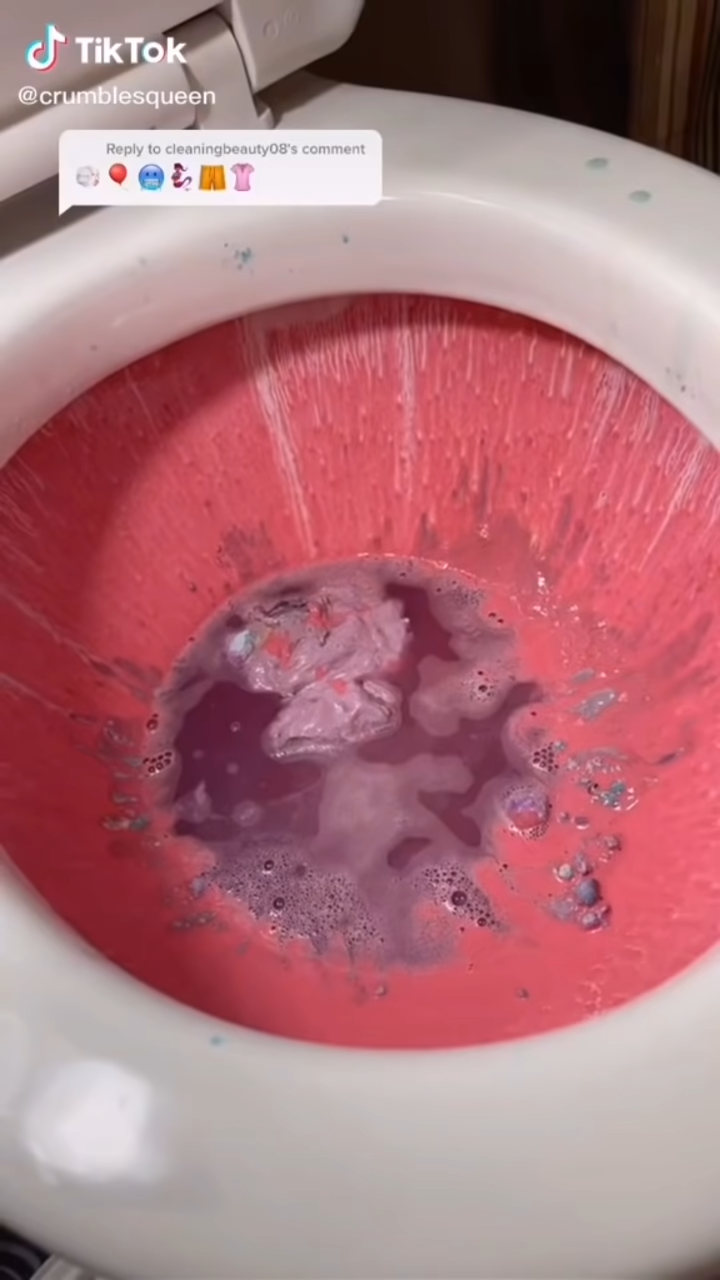 TikTok
@crumblesqueen
Reply to cleaningbeauty08's comment
🧻🎈🥶🧜‍♀️🩳👚